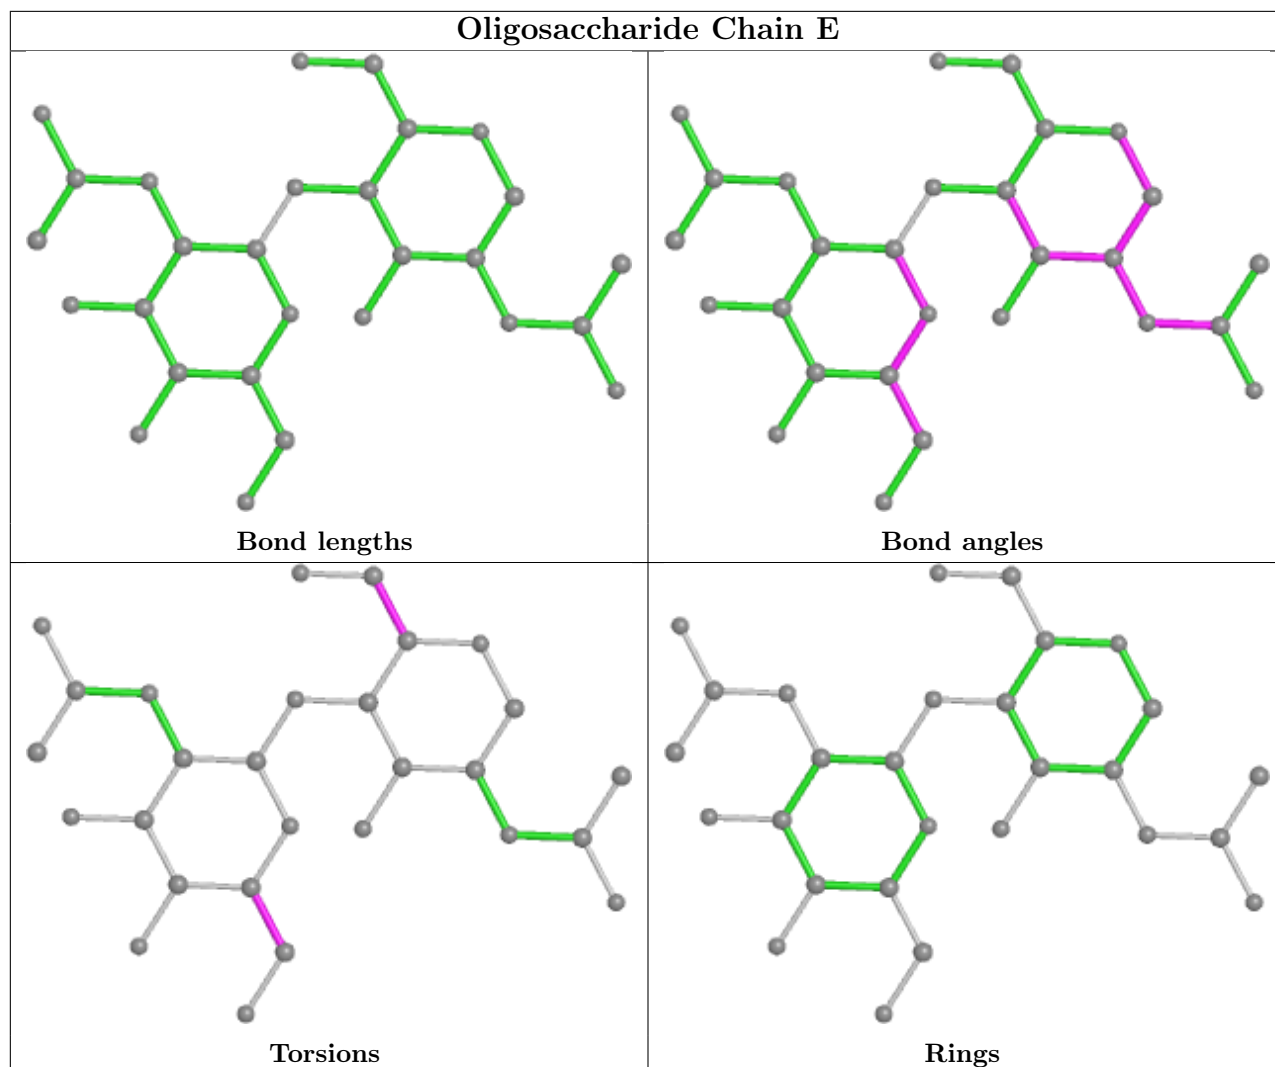 Oligosaccharide Chain E
Bond lengths
Bond angles
Torsions
Rings